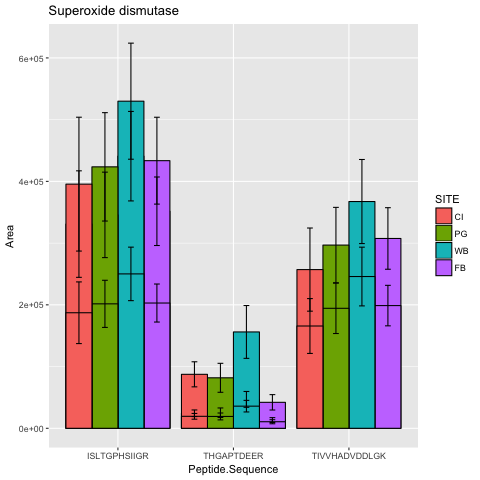 Superoxide dismutase
6e+05
4e+05
2e+05
0e+00
Area
ISLTGPHSIIGR THGAPTDEER TIVVHADVDDLGK
Peptide.Sequence
SITE
CI
PG
WB
FB